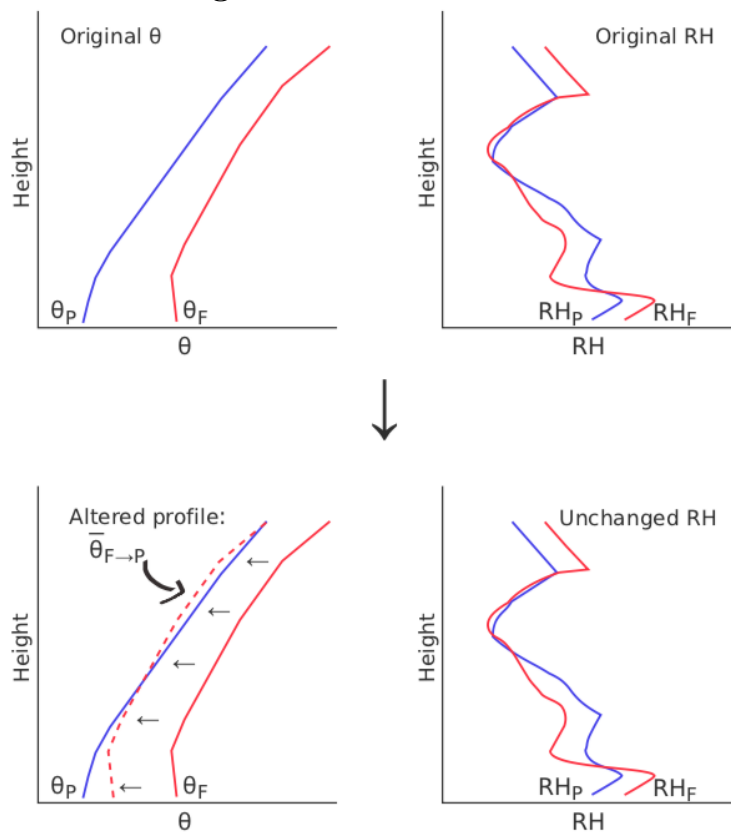 g
Original θ
Original RH
Height
Height
θP
θF
RHP
RHF
θ
RH
Altered profile:
θ̅F→P
Unchanged RH
Height
Height
θP
θF
RHP
RHF
θ
RH